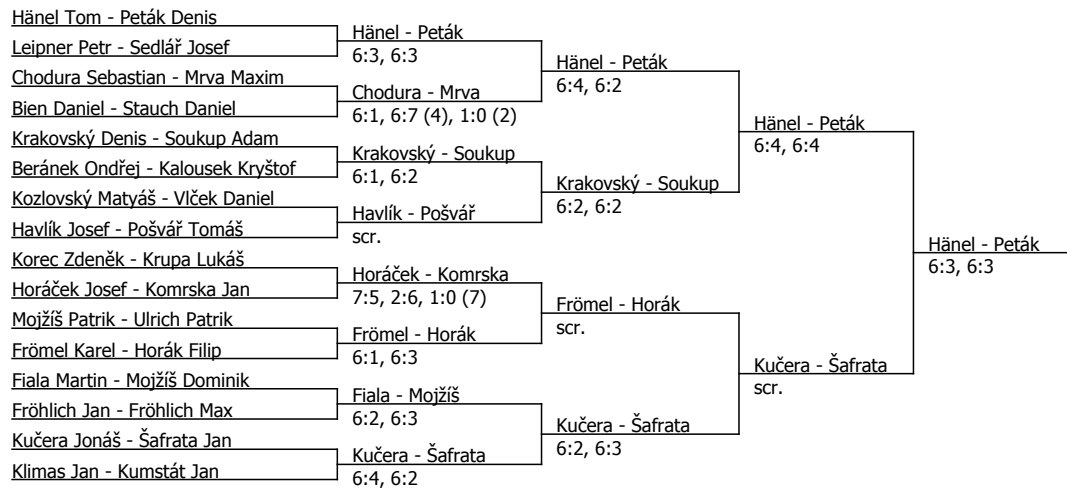 Hänel Tom - Peták Denis
Leipner Petr - Sedlář Josef
Chodura Sebastian - Mrva Maxim
Bien Daniel - Stauch Daniel
Krakovský Denis - Soukup Adam
Beránek Ondřej - Kalousek Kryštof
Kozlovský Matyáš - Vlček Daniel
Havlík Josef - Pošvář Tomáš
Korec Zdeněk - Krupa Lukáš
Horáček Josef - Komrska Jan
Mojžíš Patrik - Ulrich Patrik
Frömel Karel - Horák Filip
Fiala Martin - Mojžíš Dominik
Fröhlich Jan - Fröhlich Max
Kučera Jonáš - Šafrata Jan
Klimas Jan - Kumstát Jan
Hänel - Peták
6:3, 6:3
Chodura - Mrva
6:1, 6:7 (4), 1:0 (2)
Krakovský - Soukup
6:1, 6:2
Havlík - Pošvář
scr.
Horáček - Komrska
7:5, 2:6, 1:0 (7)
Frömel - Horák
6:1, 6:3
Fiala - Mojžíš
6:2, 6:3
Kučera - Šafrata
6:4, 6:2
Hänel - Peták
6:4, 6:2
Krakovský - Soukup
6:2, 6:2
Frömel - Horák
scr.
Kučera - Šafrata
6:2, 6:3
Hänel - Peták
6:4, 6:4
Kučera - Šafrata
scr.
Hänel - Peták
6:3, 6:3